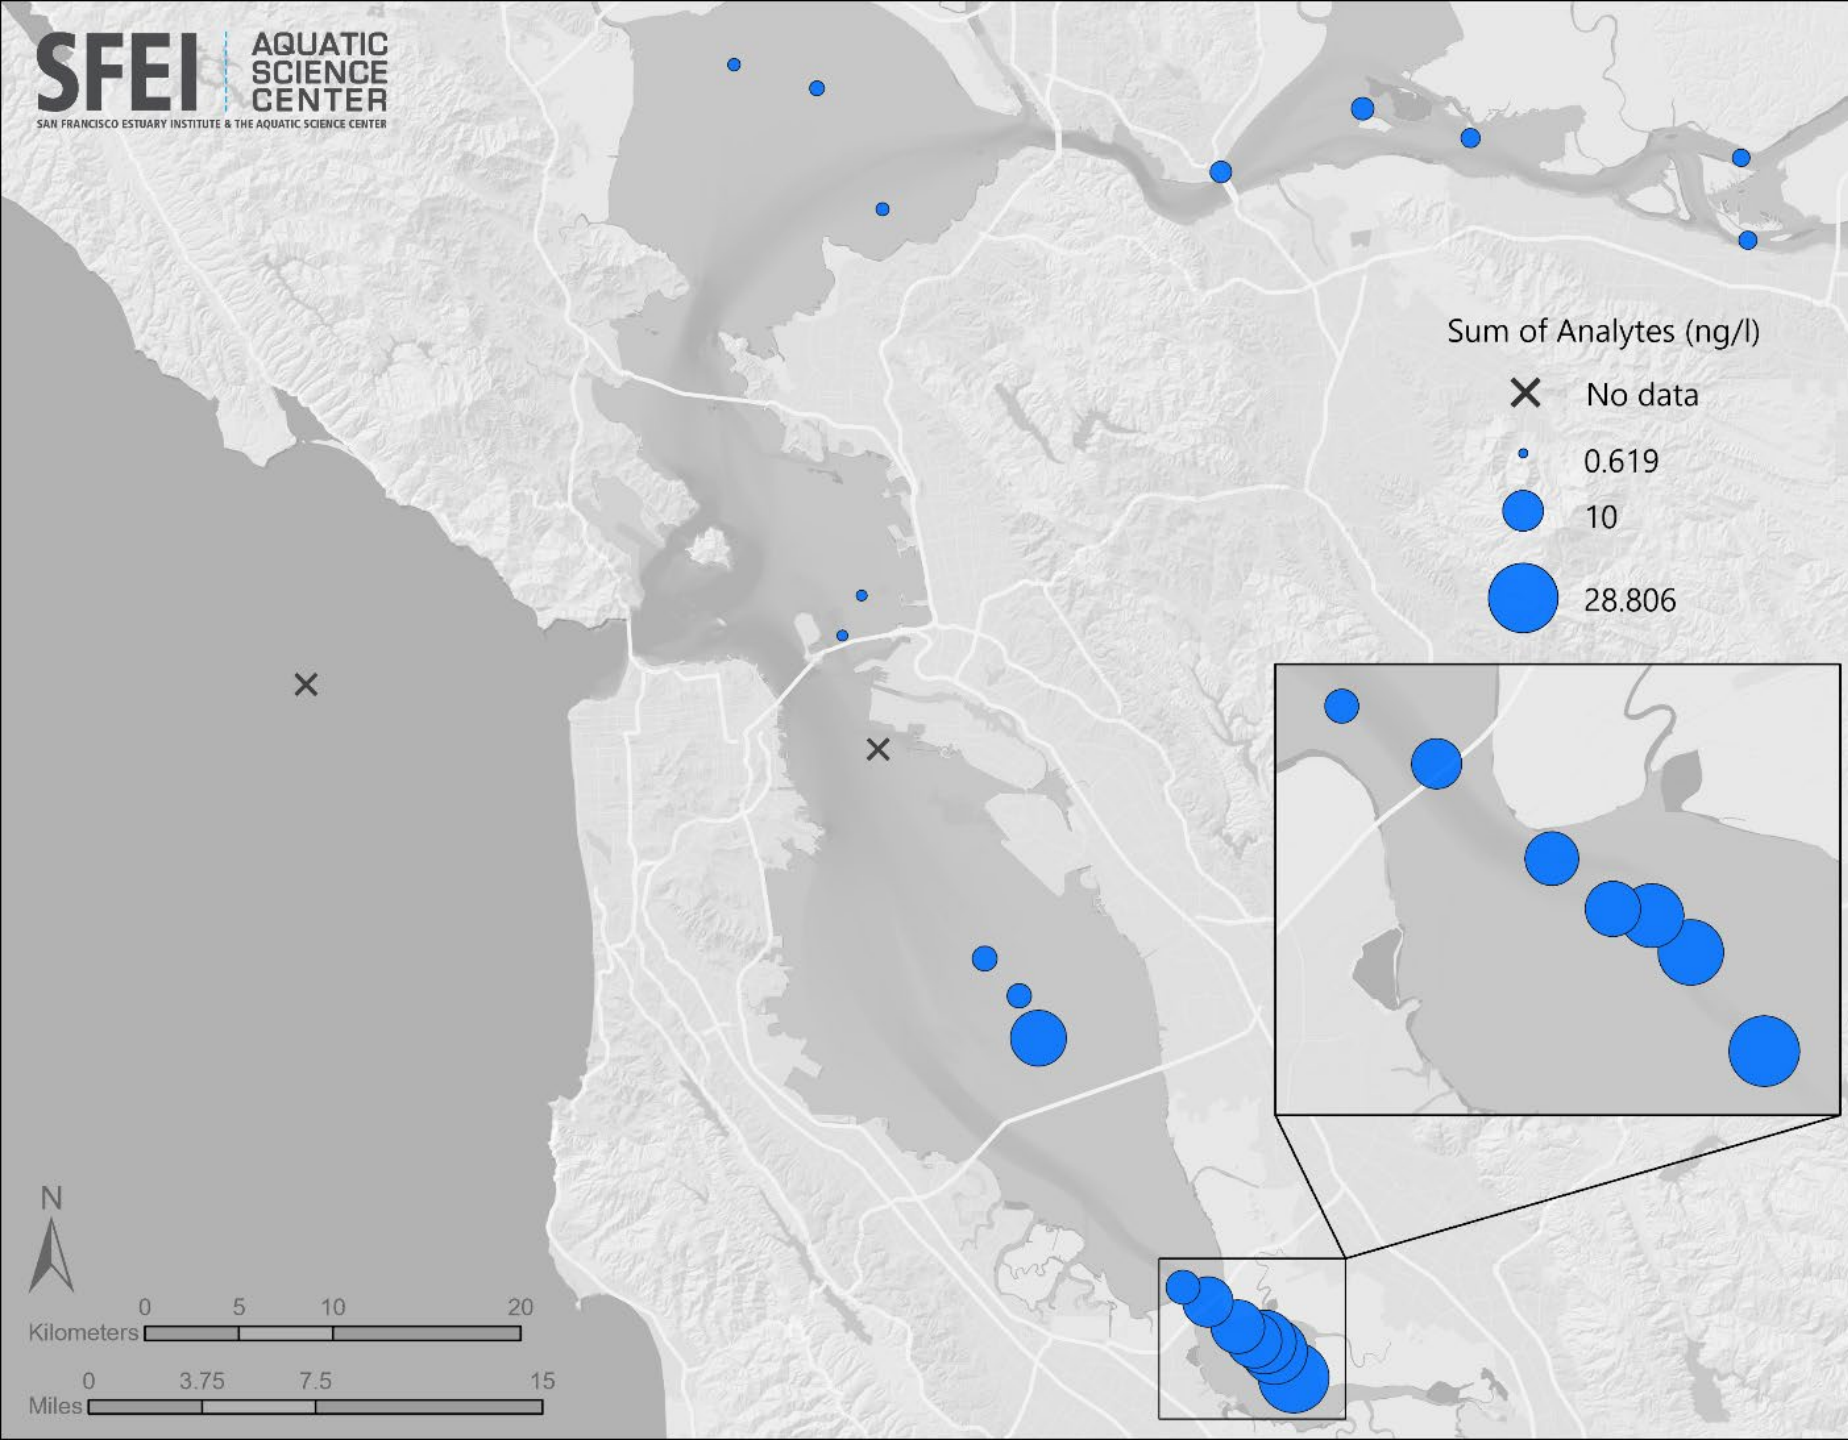 SFEI
AQUATIC
SCIENCE
CENTER
SAN FRANCISCO ESTUARY INSTITUTE & THE AQUATIC SCIENCE CENTER
Sum of Analytes (ng/l)
No data
0.619
10
28.806
N
0 5 10 20
Kilometers
0 3.75 7.5 15
Miles